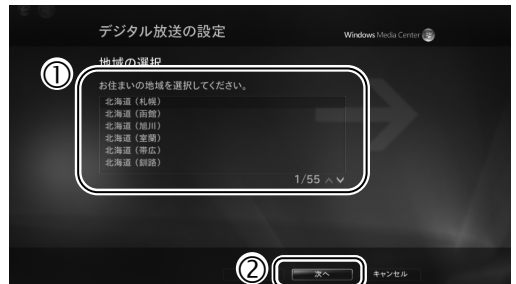 デジタル放送の設定
Windows Media Center
地域の選択
①
お住まいの地域を選択してください。
北海道（札幌）
北海道（函館）
北海道（旭川）
北海道（室蘭）
北海道（帯広）
北海道（釧路）
1/55
②
次へ
キャンセル